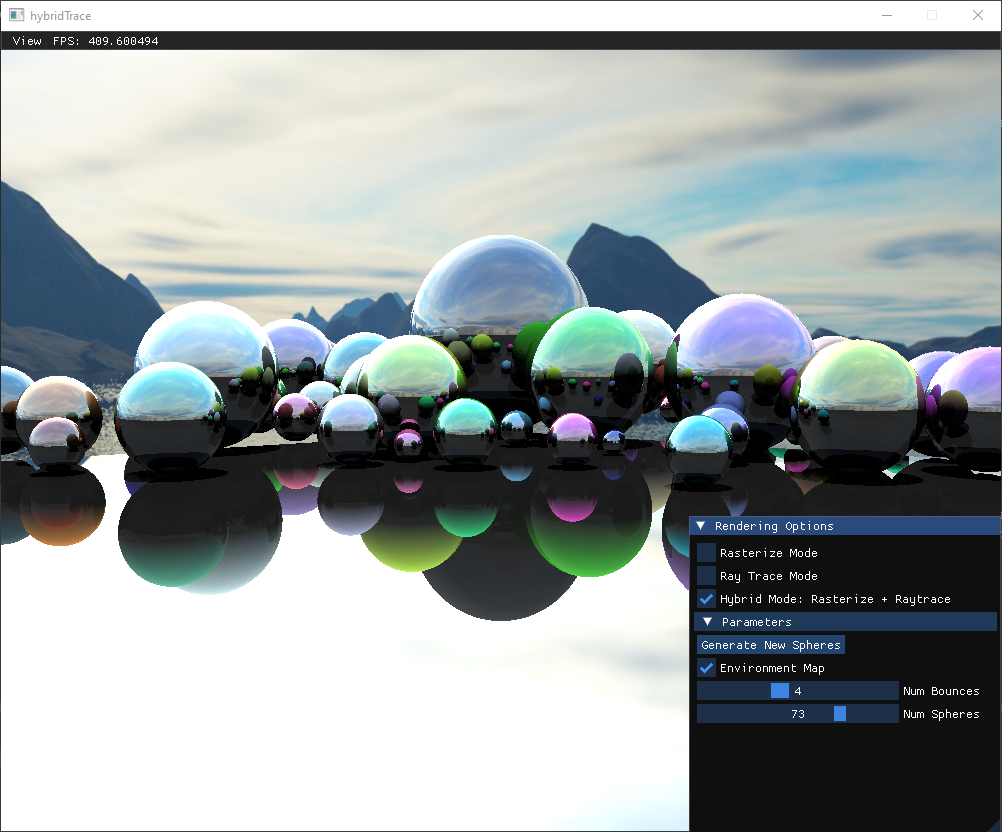 hybridTrace
View FPS: 409.600494
Rendering Options
Rasterize Mode
Ray Trace Mode
Hybrid Mode: Rasterize + Raytrace
Parameters
Generate New Spheres
Environment Map
4 Num Bounces
73 Num Spheres